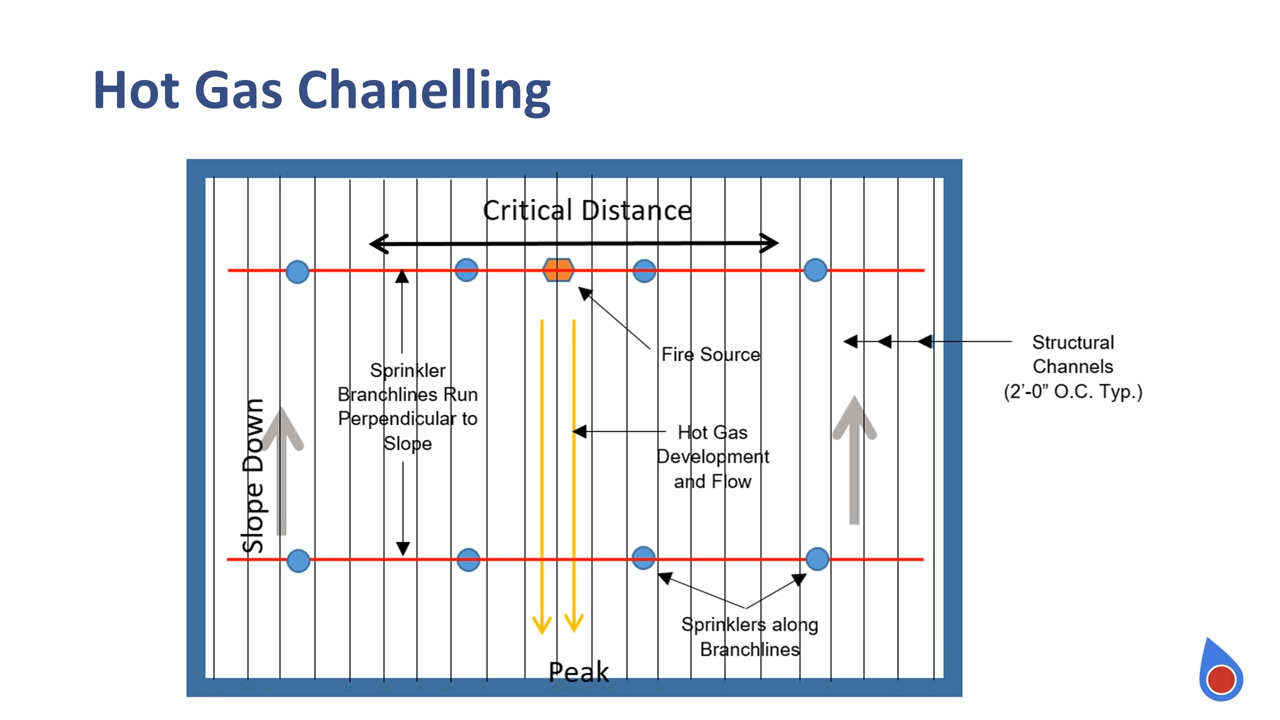 Hot Gas Chanelling
Critical Distance
Fire Source
Structural
Channels
(2'-0" O.C. Typ.)
Sprinkler
Branchlines Run
Perpendicular to
Slope
Slope Down
Hot Gas
Development
and Flow
Sprinklers along
Branchlines
Peak